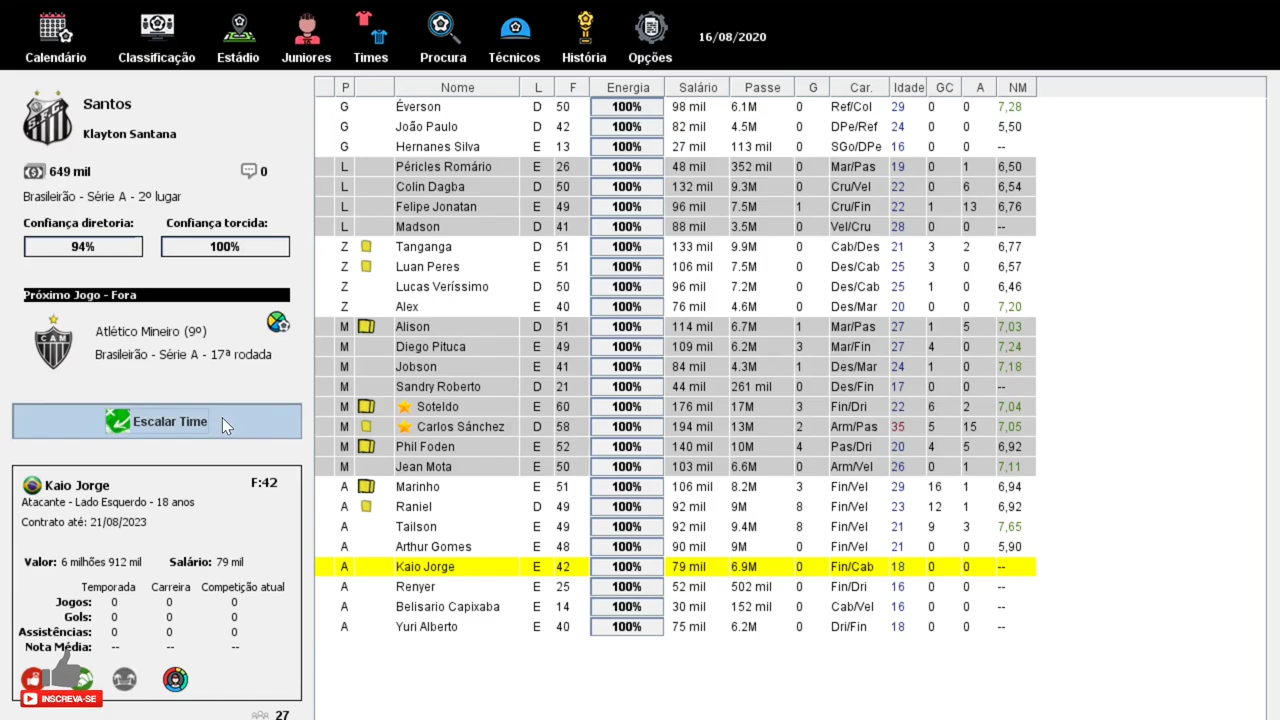 Calendário Classificação Estádio Juniores Times Procura Técnicos História Opções 16/08/2020
Santos
Klayton Santana
649 mil 0
Brasileirão - Série A - 2º lugar
Confiança diretoria: Confiança torcida:
94% 100%
Próximo Jogo - Fora
CAM
Atlético Mineiro (9º)
Brasileirão - Série A - 17ª rodada
Escalar Time
Kaio Jorge F:42
Atacante - Lado Esquerdo - 18 anos
Contrato até: 21/08/2023
Valor: 6 milhões 912 mil Salário: 79 mil
Temporada Carreira Competição atual
Jogos: 0 0 0
Gols: 0 0 0
Assistências: 0 0 0
Nota Média: -- -- --
INSCREVA-SE
27
P Nome L F Energia Salário Passe G Car. Idade GC A NM
G Éverson D 50 100% 98 mil 6.1M 0 Ref/Col 29 0 0 7,28
G João Paulo D 42 100% 82 mil 4.5M 0 DPe/Ref 24 0 0 5,50
G Hernanes Silva E 13 100% 27 mil 113 mil 0 SGo/DPe 16 0 0 --
L Péricles Romário E 26 100% 48 mil 352 mil 0 Mar/Pas 19 0 1 6,50
L Colin Dagba D 50 100% 132 mil 9.3M 0 Cru/Vel 22 0 6 6,54
L Felipe Jonatan E 49 100% 96 mil 7.5M 1 Cru/Fin 22 1 13 6,76
L Madson D 41 100% 88 mil 3.5M 0 Vel/Cru 28 0 0 --
Z Tanganga D 51 100% 133 mil 9.9M 0 Cab/Des 21 3 2 6,77
Z Luan Peres E 51 100% 106 mil 7.5M 0 Des/Cab 25 3 0 6,57
Z Lucas Veríssimo D 50 100% 96 mil 7.2M 0 Des/Cab 25 1 0 6,46
Z Alex E 40 100% 76 mil 4.6M 0 Des/Mar 20 0 0 7,20
M Alison D 51 100% 114 mil 6.7M 1 Mar/Pas 27 1 5 7,03
M Diego Pituca E 49 100% 109 mil 6.2M 3 Mar/Fin 27 4 0 7,24
M Jobson E 41 100% 84 mil 4.3M 1 Des/Mar 24 1 0 7,18
M Sandry Roberto D 21 100% 44 mil 261 mil 0 Des/Fin 17 0 0 --
M Soteldo E 60 100% 176 mil 17M 3 Fin/Dri 22 6 2 7,04
M Carlos Sánchez D 58 100% 194 mil 13M 2 Arm/Pas 35 5 15 7,05
M Phil Foden E 52 100% 140 mil 10M 4 Pas/Dri 20 4 5 6,92
M Jean Mota E 50 100% 103 mil 6.6M 0 Arm/Vel 26 0 1 7,11
A Marinho E 51 100% 106 mil 8.2M 3 Fin/Vel 29 16 1 6,94
A Raniel D 49 100% 92 mil 9M 8 Fin/Vel 23 12 1 6,92
A Tailson E 49 100% 92 mil 9.4M 8 Fin/Vel 21 9 3 7,65
A Arthur Gomes E 48 100% 90 mil 9M 0 Fin/Vel 21 0 0 5,90
A Kaio Jorge E 42 100% 79 mil 6.9M 0 Fin/Cab 18 0 0 --
A Renyer E 25 100% 52 mil 502 mil 0 Fin/Dri 16 0 0 --
A Belisario Capixaba E 14 100% 30 mil 152 mil 0 Cab/Vel 16 0 0 --
A Yuri Alberto D 40 100% 75 mil 6.2M 0 Dri/Fin 18 0 0 --